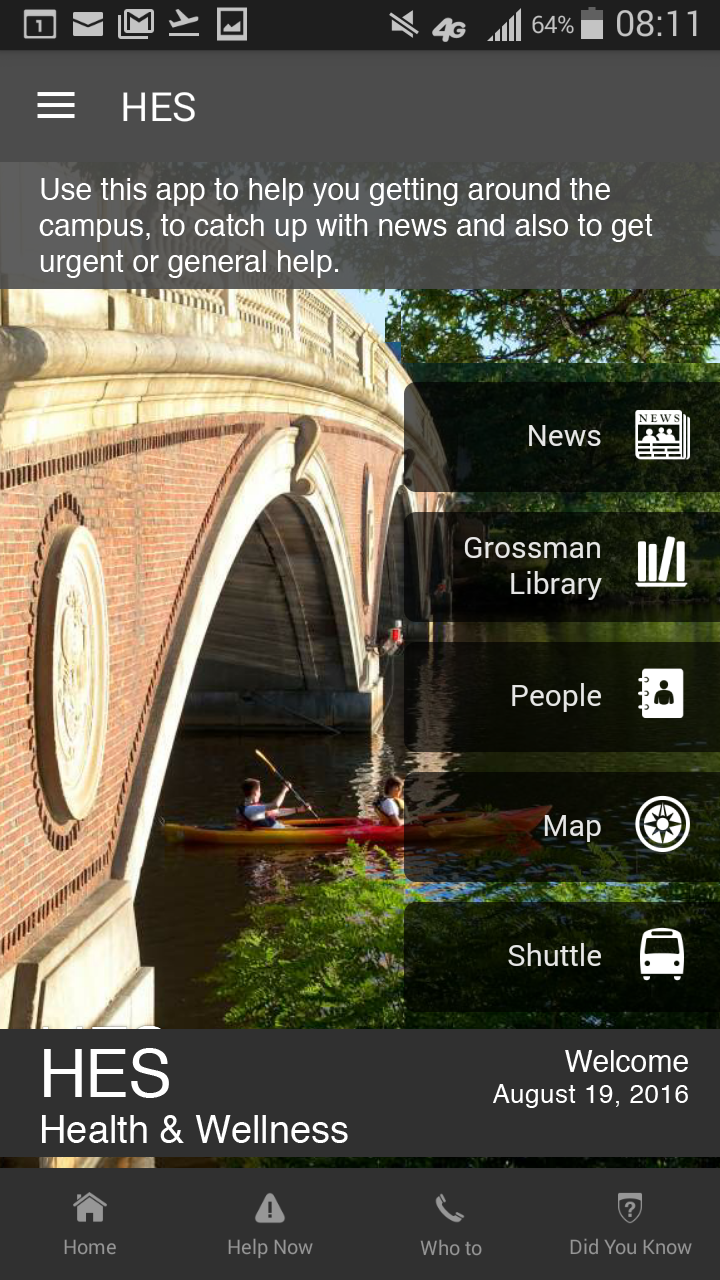 1
4G
64%
08:11
HES
Use this app to help you getting around the
campus, to catch up with news and also to get
urgent or general help.
News
NEWS
Grossman
Library
People
Map
Shuttle
HES
Welcome
August 19, 2016
Health & Wellness
Home
Help Now
Who to
Did You Know